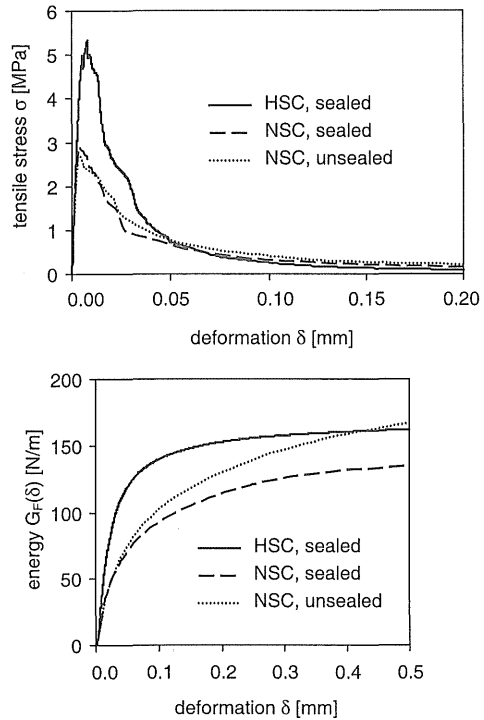 6
5
4
3
2
1
0
tensile stress σ [MPa]
HSC, sealed
NSC, sealed
NSC, unsealed
0.00 0.05 0.10 0.15 0.20
deformation δ [mm]
200
150
100
50
0
energy G_F(δ) [N/m]
HSC, sealed
NSC, sealed
NSC, unsealed
0.0 0.1 0.2 0.3 0.4 0.5
deformation δ [mm]